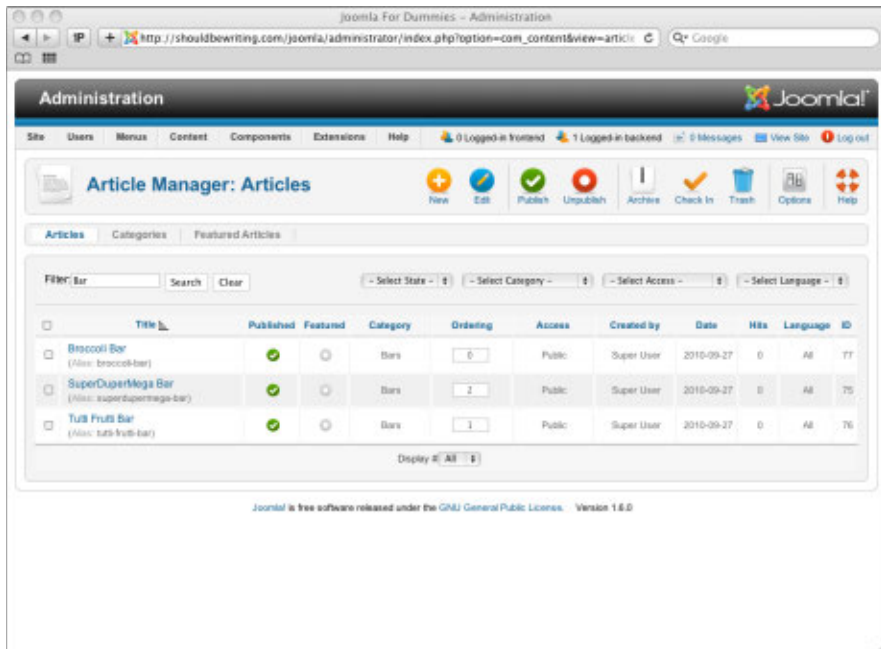 Joomla For Dummies – Administration
http://shouldbewriting.com/joomla/administrator/index.php?option=com_content&view=article
Google
Administration
Joomla!
Site Users Menus Content Components Extensions Help 0 Logged-in frontend 1 Logged-in backend 0 Messages View Site Log out
Article Manager: Articles
New Edit Publish Unpublish Archive Check In Trash Options Help
Articles Categories Featured Articles
Filter: Bar Search Clear - Select State - - Select Category - - Select Access - - Select Language -
Title Published Featured Category Ordering Access Created by Date Hits Language ID
Broccoli Bar Bars 0 Public Super User 2010-09-27 0 All 77
(Alias: broccoli-bar)
SuperDuperMega Bar Bars 2 Public Super User 2010-09-27 0 All 75
(Alias: superdupermega-bar)
Tutti Frutti Bar Bars 1 Public Super User 2010-09-27 0 All 76
(Alias: tutti-frutti-bar)
Display # All
Joomla! is free software released under the GNU General Public License. Version 1.6.0